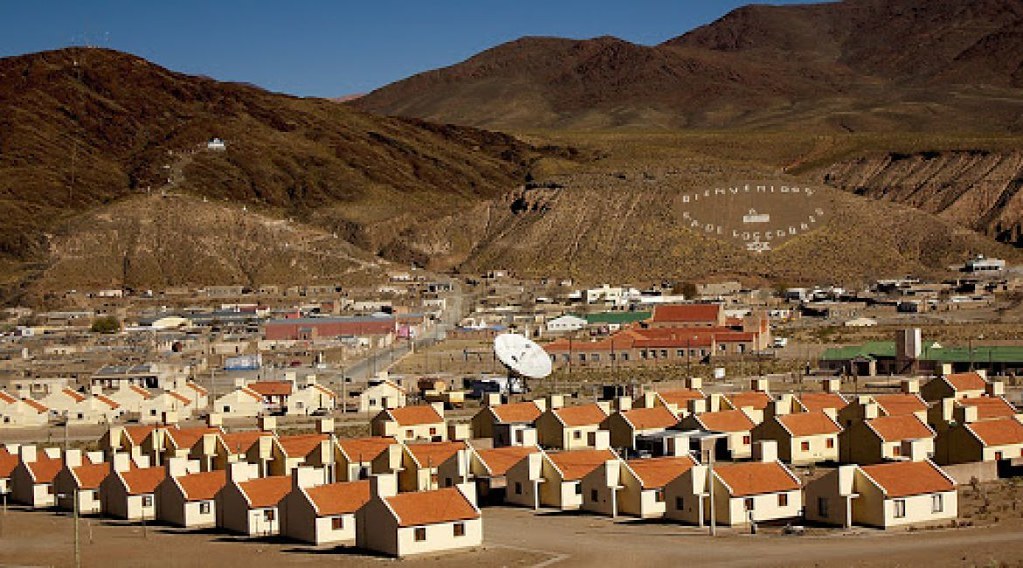 BIENVENIDOS
A S.A DE LOS COBRES